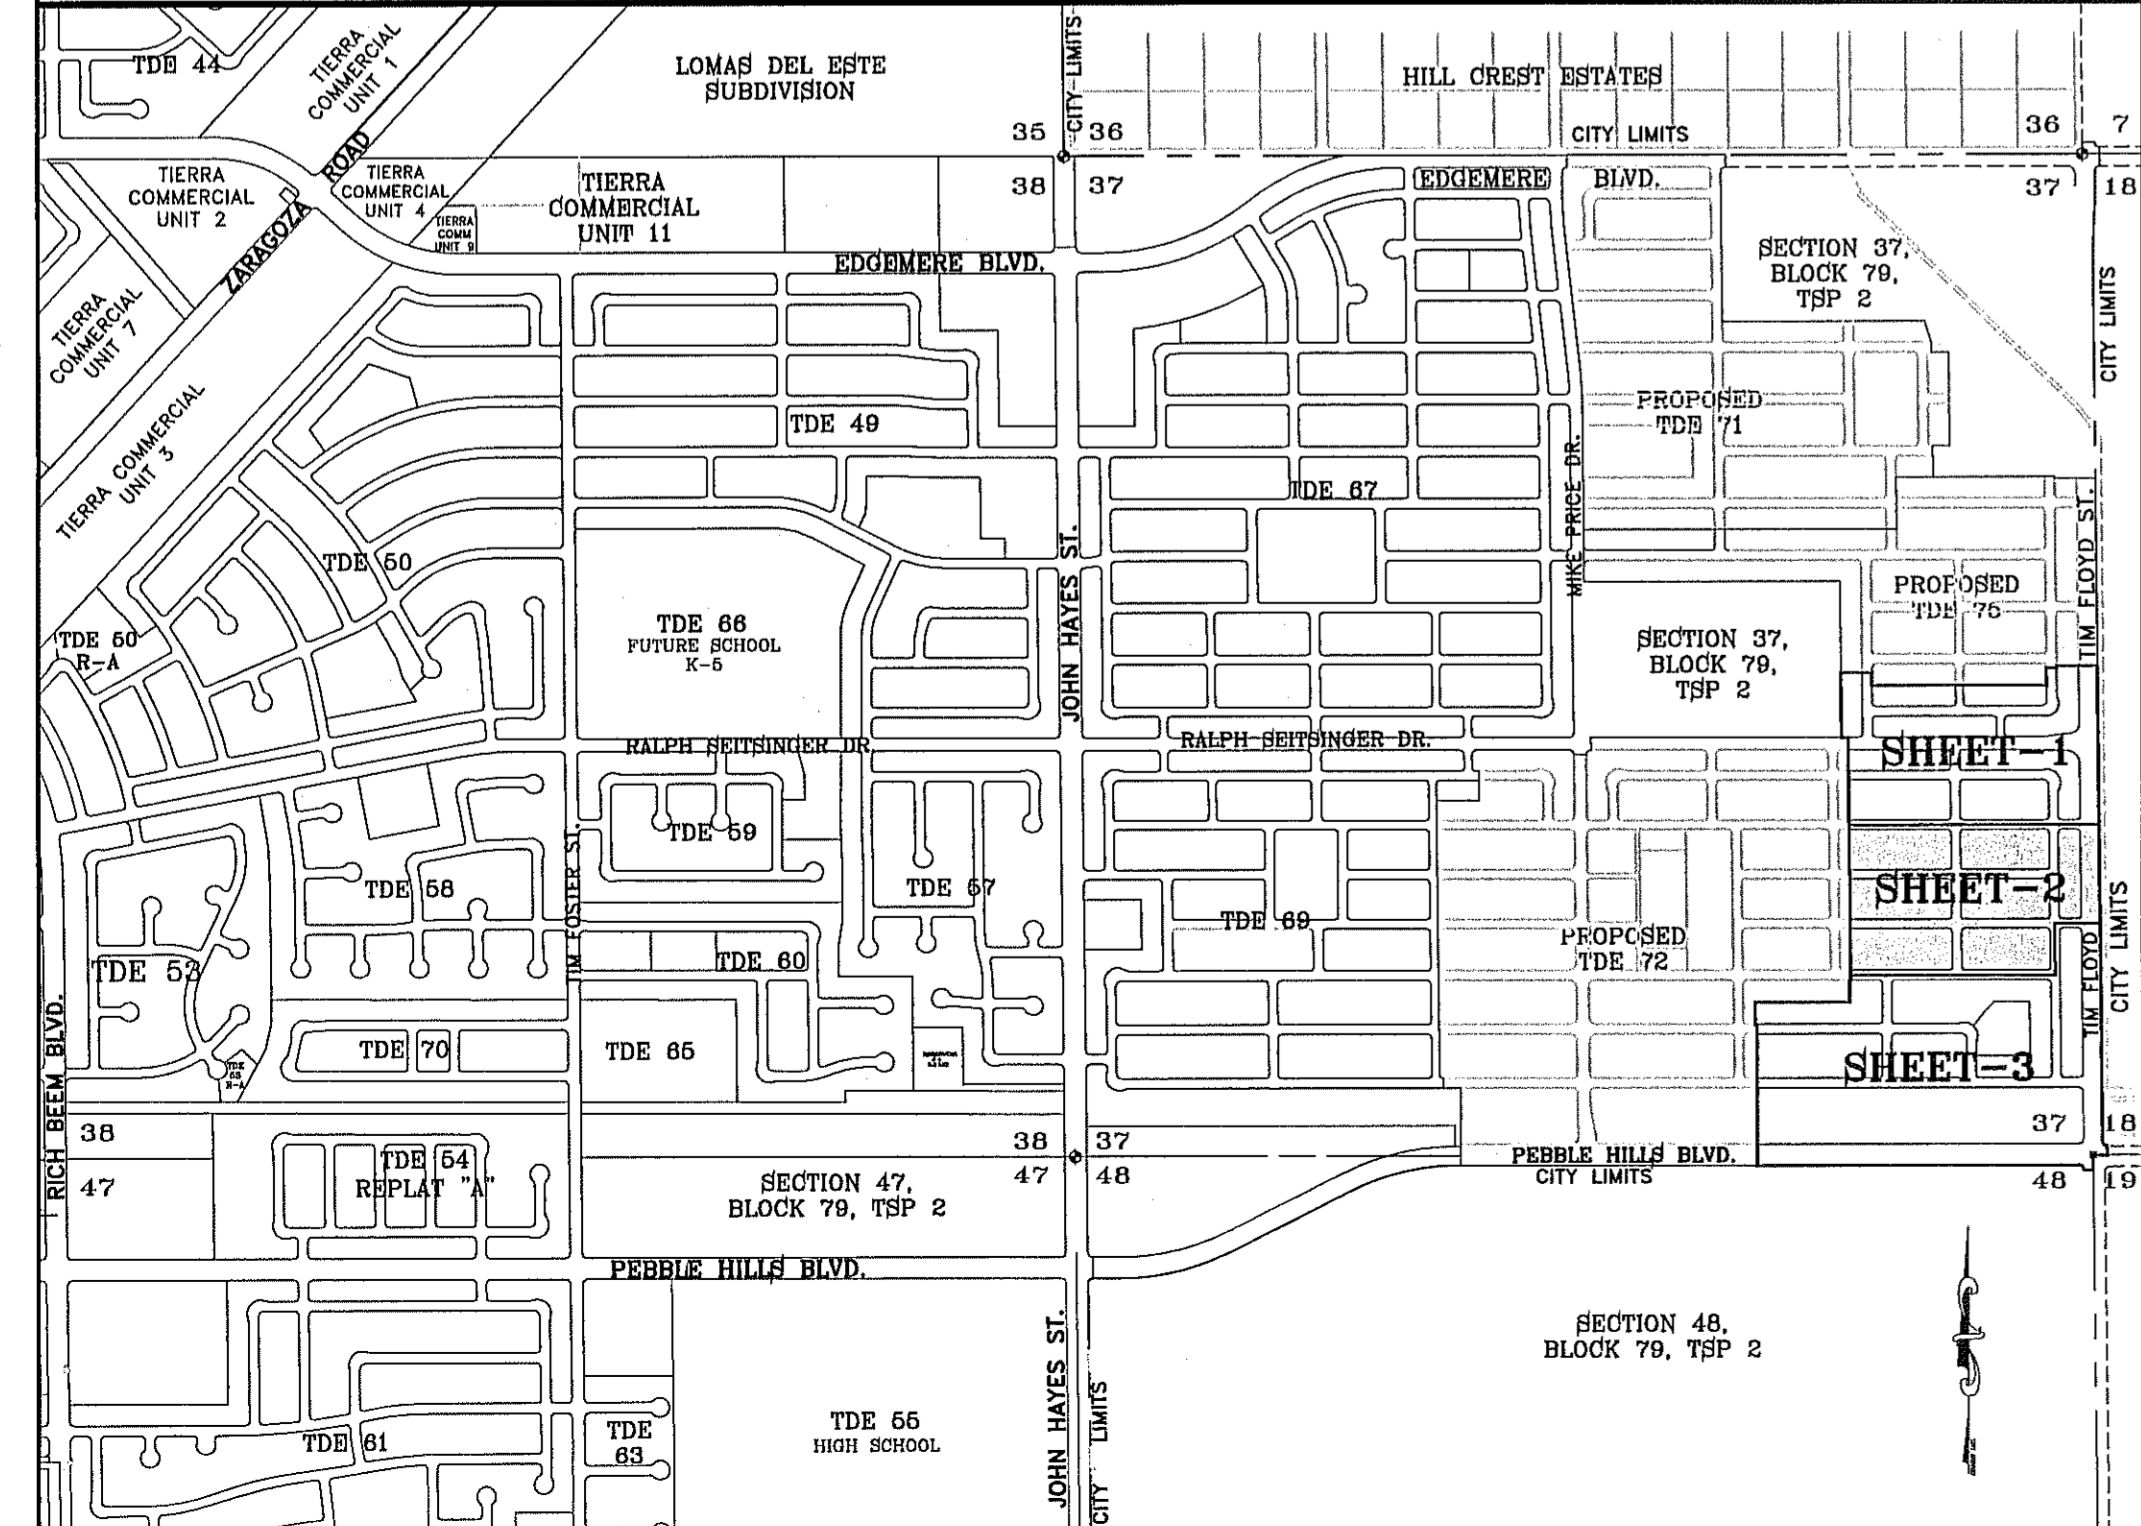 TDE 44
TIERRA
COMMERCIAL
UNIT 1
LOMAS DEL ESTE
SUBDIVISION
CITY LIMITS
HILL CREST ESTATES
CITY LIMITS
35
36
36
7
ZARAGOZA ROAD
TIERRA
COMMERCIAL
UNIT 2
TIERRA
COMMERCIAL
UNIT 4
TIERRA
COMM
UNIT 9
TIERRA
COMMERCIAL
UNIT 11
38
37
EDGEMERE BLVD.
37
18
EDGEMERE BLVD.
SECTION 37,
BLOCK 79,
TSP 2
CITY LIMITS
TIERRA
COMMERCIAL
UNIT 7
TIERRA COMMERCIAL
UNIT 3
TDE 49
PROPOSED
TDE 71
TDE 67
MIKE PRICE DR.
JOHN HAYES ST.
TIM FLOYD ST.
TDE 50
PROPOSED
TDE 76
TDE 50
R-A
TDE 66
FUTURE SCHOOL
K-5
SECTION 37,
BLOCK 79,
TSP 2
RALPH SEITSINGER DR.
RALPH SEITSINGER DR.
SHEET-1
TDE 59
TIM FOSTER ST.
TDE 58
TDE 57
SHEET-2
TDE 69
PROPOSED
TDE 72
TDE 53
TDE 60
TIM FLOYD
CITY LIMITS
RICH BEEM BLVD.
TDE 70
TDE 65
TDE
53
R-A
SHEET-3
38
38
37
37
18
TDE 54
REPLAT "A"
47
SECTION 47,
BLOCK 79, TSP 2
47
48
PEBBLE HILLS BLVD.
CITY LIMITS
48
19
PEBBLE HILLS BLVD.
SECTION 48,
BLOCK 79, TSP 2
JOHN HAYES ST.
CITY LIMITS
TDE 61
TDE
63
TDE 55
HIGH SCHOOL